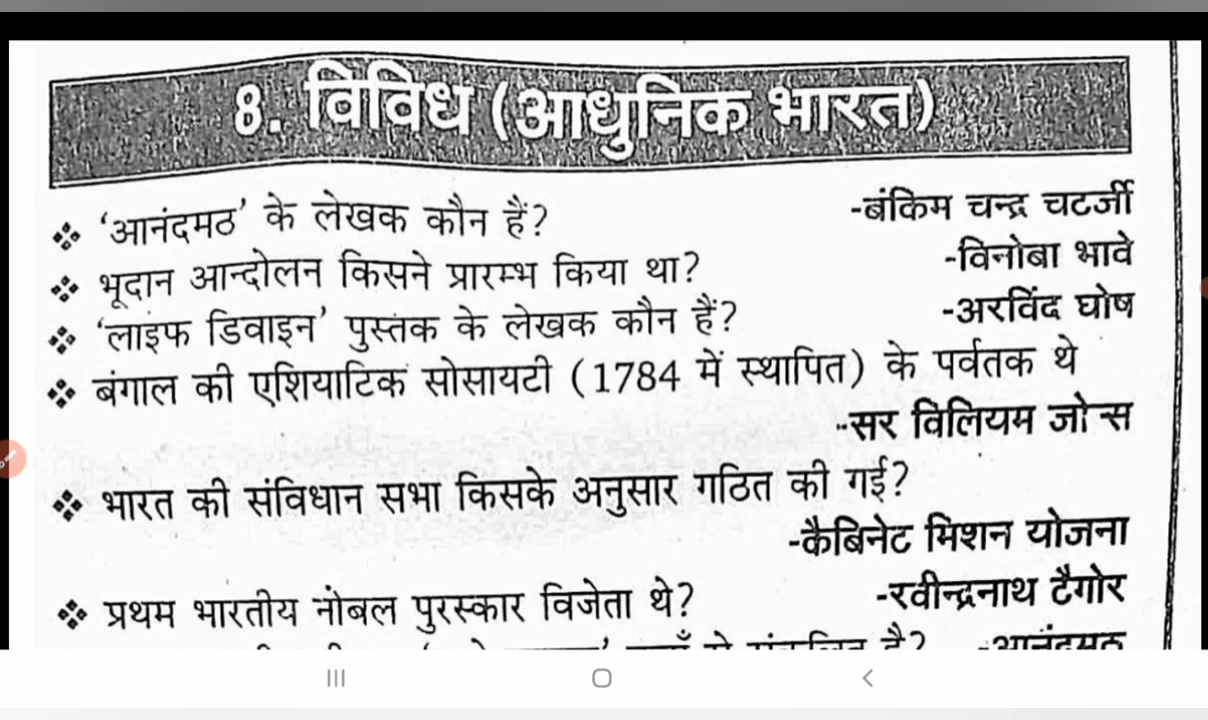 8. विविध (आधुनिक भारत)
❖ ‘आनंदमठ’ के लेखक कौन हैं? -बंकिम चन्द्र चटर्जी
❖ भूदान आन्दोलन किसने प्रारम्भ किया था? -विनोबा भावे
❖ ‘लाइफ डिवाइन’ पुस्तक के लेखक कौन हैं? -अरविंद घोष
❖ बंगाल की एशियाटिक सोसायटी (1784 में स्थापित) के पर्वतक थे
-सर विलियम जोन्स
❖ भारत की संविधान सभा किसके अनुसार गठित की गई?
-कैबिनेट मिशन योजना
❖ प्रथम भारतीय नोबल पुरस्कार विजेता थे? -रवीन्द्रनाथ टैगोर
है? -आनंदमठ